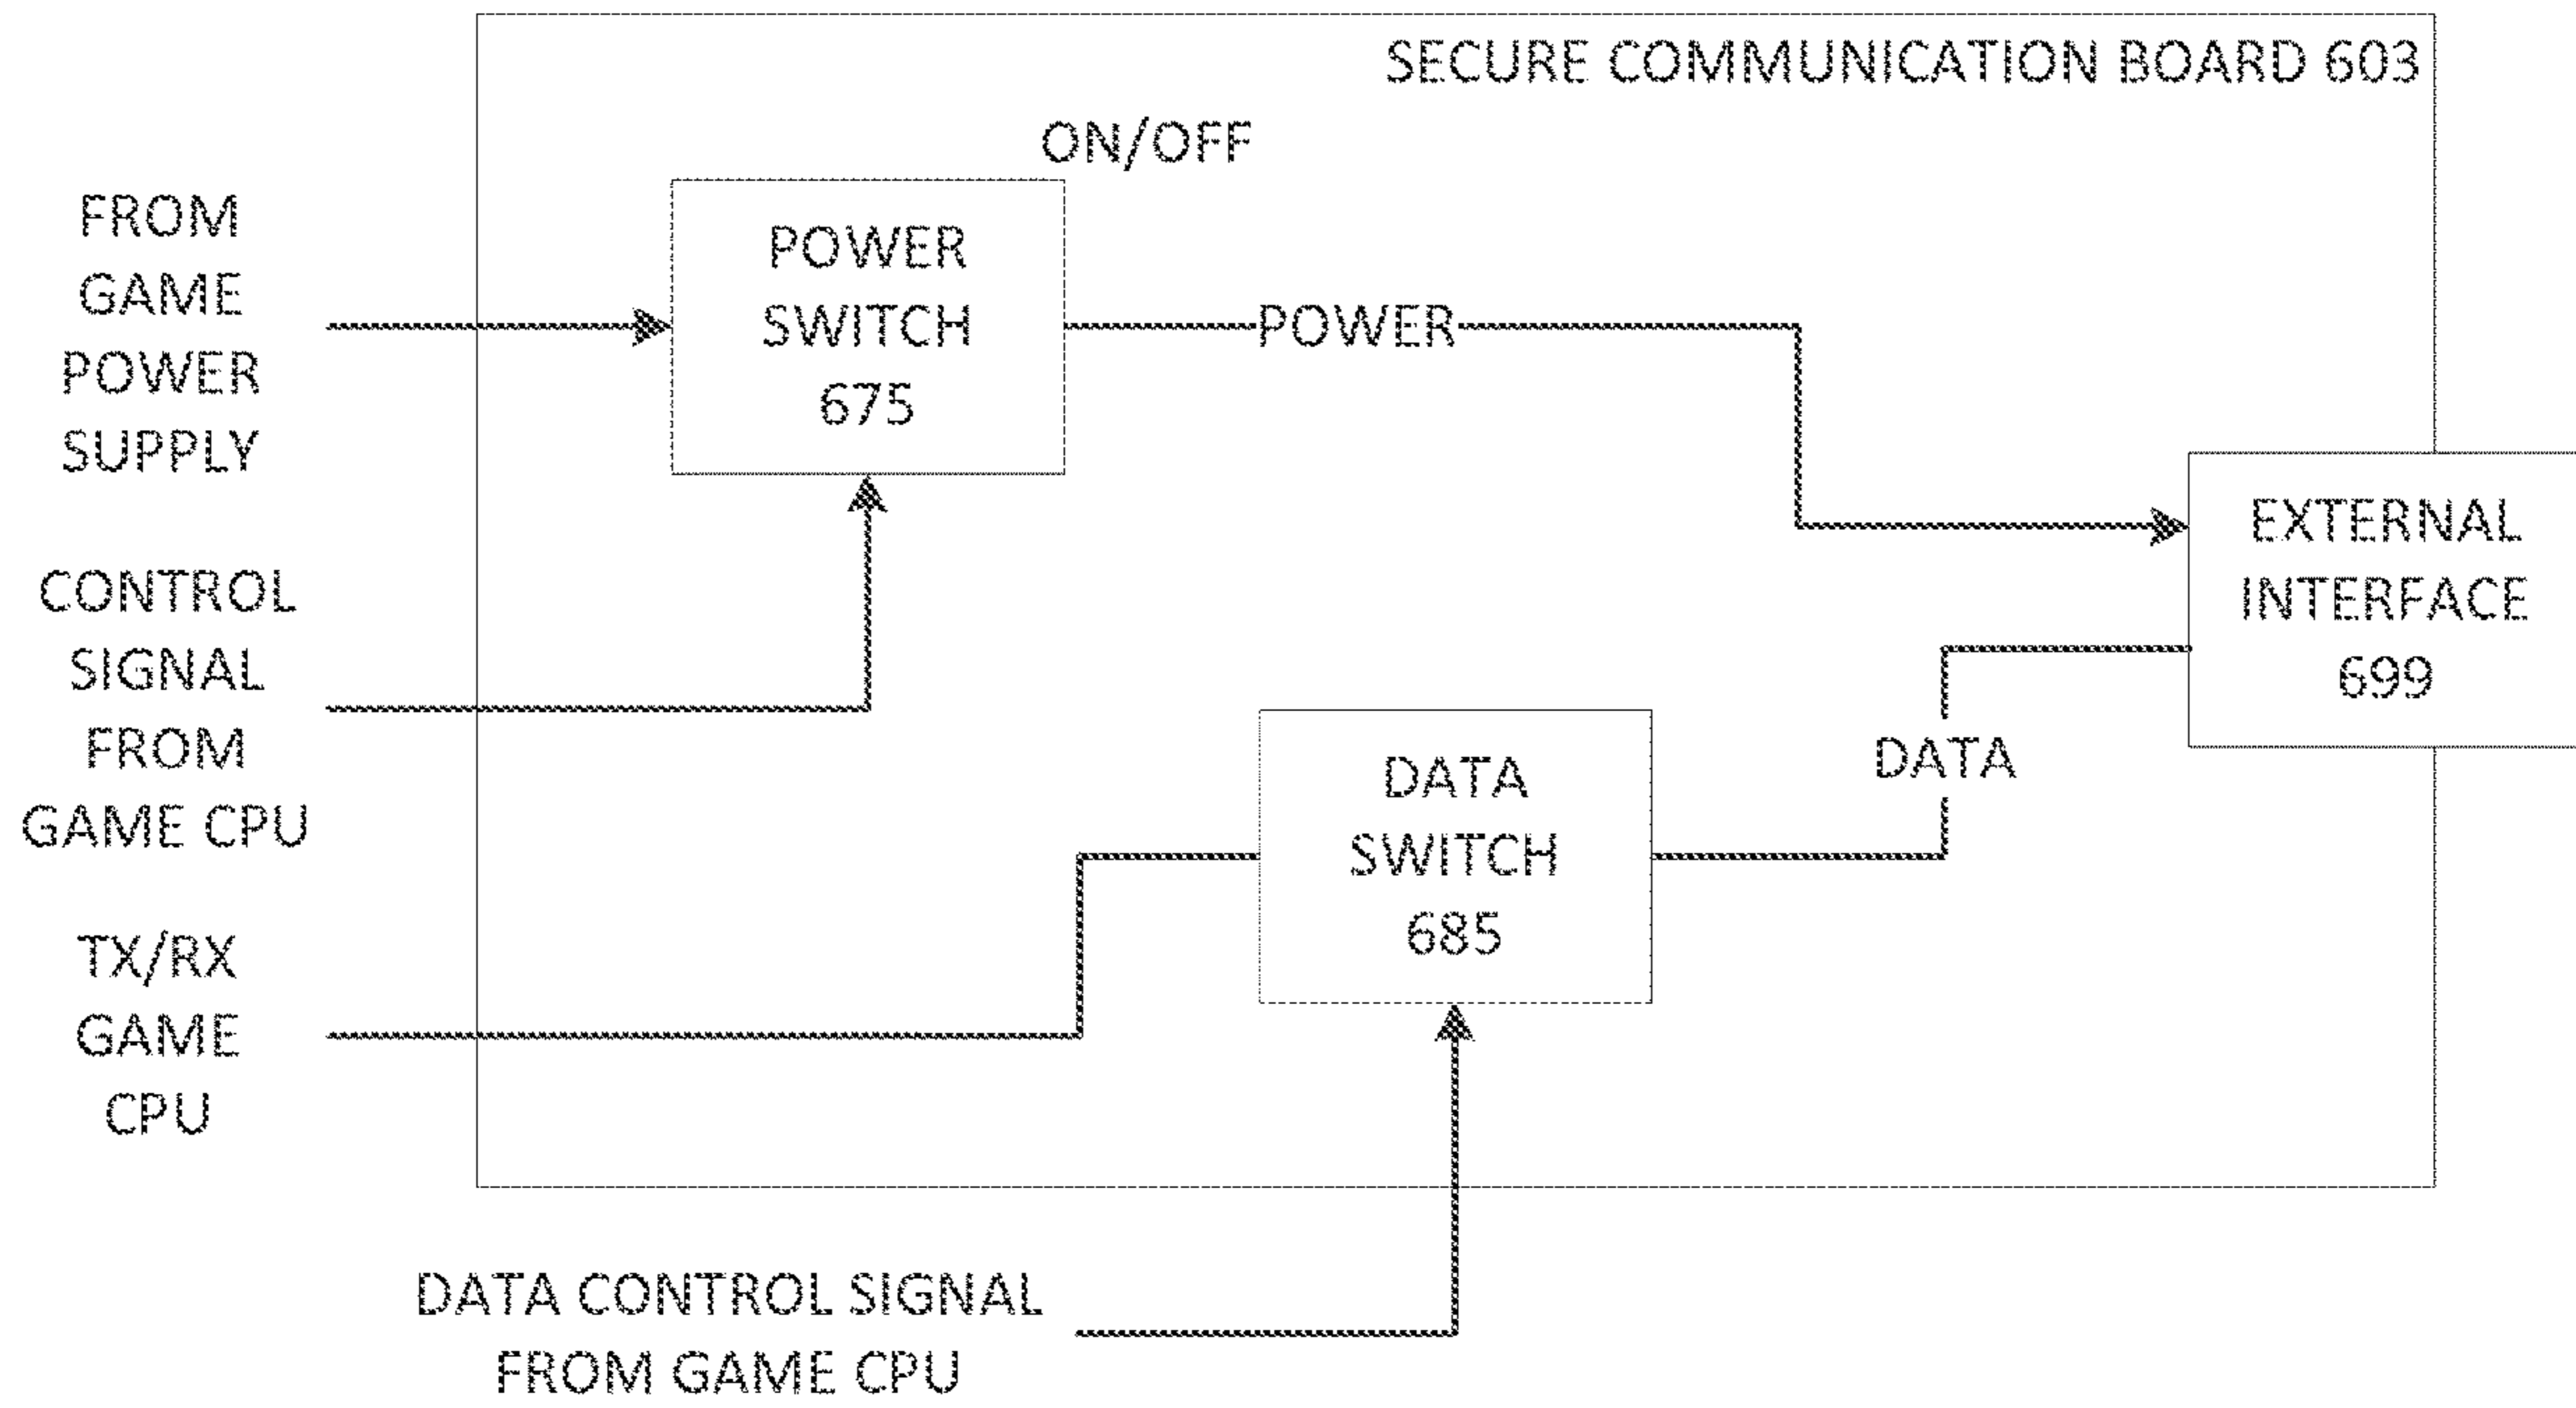 SECURE COMMUNICATION BOARD 603
ON/OFF
FROM
GAME
POWER
SUPPLY
POWER
SWITCH
675
POWER
CONTROL
SIGNAL
FROM
GAME CPU
EXTERNAL
INTERFACE
699
DATA
SWITCH
685
DATA
TX/RX
GAME
CPU
DATA CONTROL SIGNAL
FROM GAME CPU